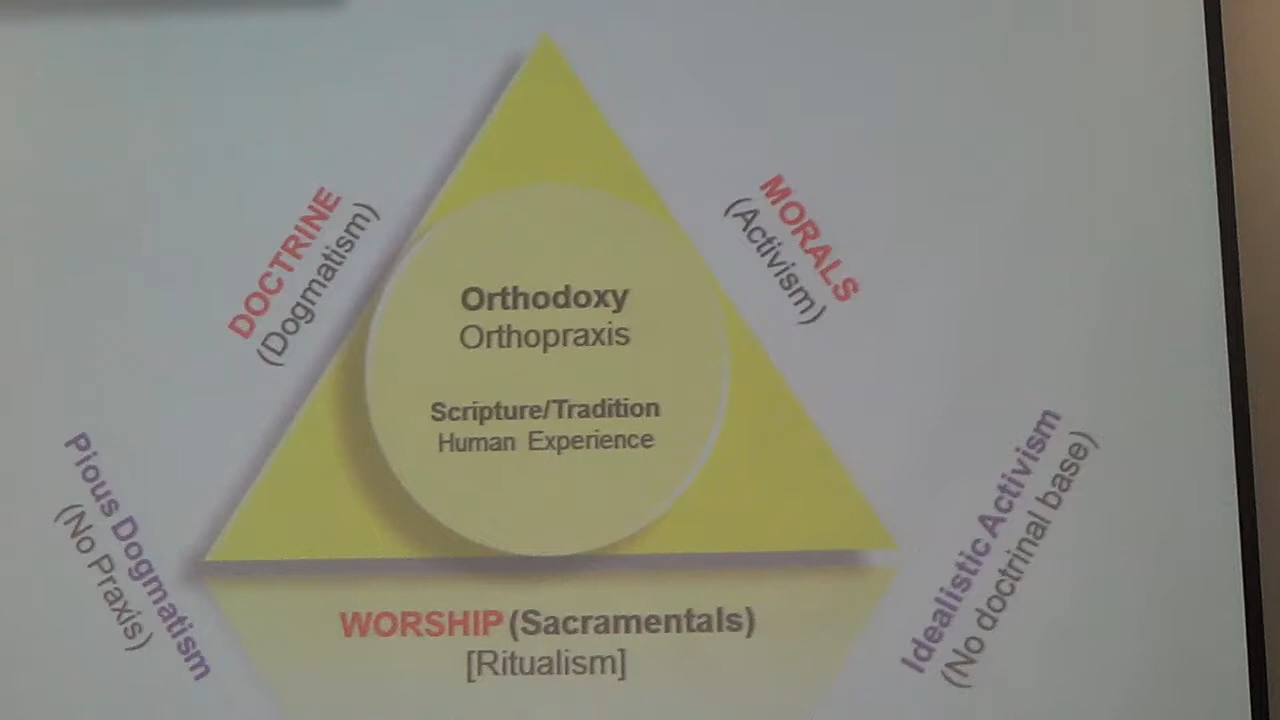 DOCTRINE
(Dogmatism)
MORALS
(Activism)
Orthodoxy
Orthopraxis
Scripture/Tradition
Human Experience
Pious Dogmatism
(No Praxis)
Idealistic Activism
(No doctrinal base)
WORSHIP (Sacramentals)
[Ritualism]